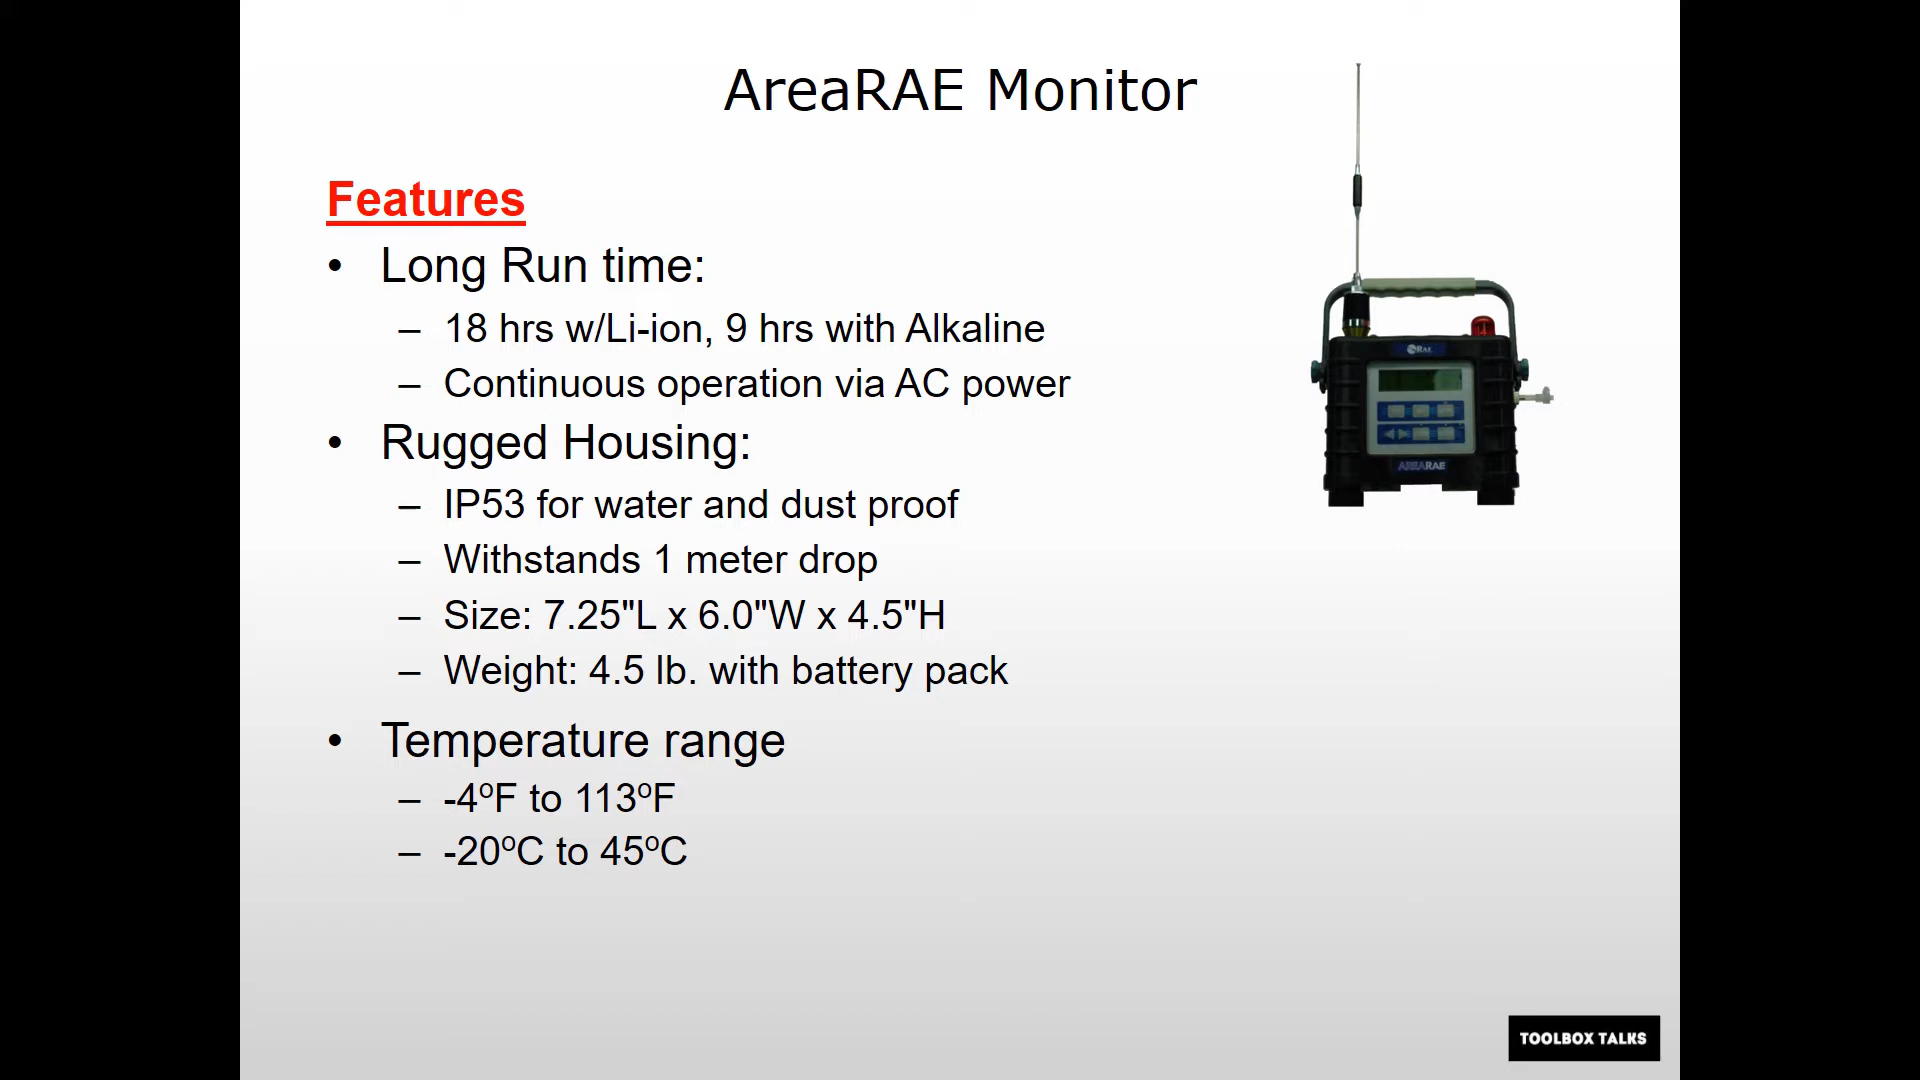 AreaRAE Monitor
Features
• Long Run time:
– 18 hrs w/Li-ion, 9 hrs with Alkaline
– Continuous operation via AC power
• Rugged Housing:
– IP53 for water and dust proof
– Withstands 1 meter drop
– Size: 7.25"L x 6.0"W x 4.5"H
– Weight: 4.5 lb. with battery pack
• Temperature range
– -4ºF to 113ºF
– -20ºC to 45ºC
RAE
AREARAE
TOOLBOX TALKS